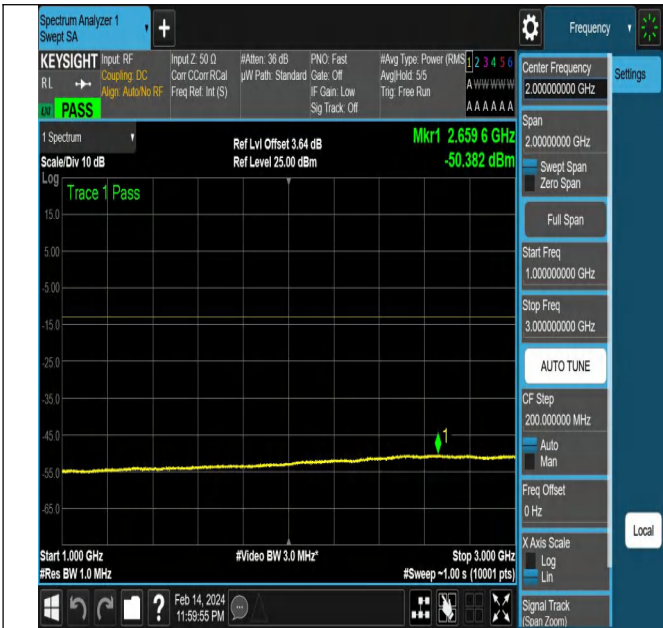 Spectrum Analyzer 1
Swept SA
Frequency
KEYSIGHT
RL
Input: RF
Coupling: DC
Align: Auto/No RF
Input Z: 50 Ω
Corr CCorr RCal
Freq Ref: Int (S)
#Atten: 36 dB
µW Path: Standard
PNO: Fast
Gate: Off
IF Gain: Low
Sig Track: Off
#Avg Type: Power (RMS
Avg|Hold: 5/5
Trig: Free Run
1 2 3 4 5 6
A W W W W W
A A A A A A
LXI
PASS
1 Spectrum
Scale/Div 10 dB
Ref Lvl Offset 3.64 dB
Ref Level 25.00 dBm
Mkr1 2.659 6 GHz
-50.382 dBm
Log
Trace 1 Pass
15.0
5.00
-5.00
-15.0
-25.0
-35.0
-45.0
-55.0
-65.0
1
Start 1.000 GHz
#Res BW 1.0 MHz
#Video BW 3.0 MHz*
Stop 3.000 GHz
#Sweep ~1.00 s (10001 pts)
Feb 14, 2024
11:59:55 PM
Center Frequency
2.000000000 GHz
Settings
Span
2.00000000 GHz
Swept Span
Zero Span
Full Span
Start Freq
1.000000000 GHz
Stop Freq
3.000000000 GHz
AUTO TUNE
CF Step
200.000000 MHz
Auto
Man
Freq Offset
0 Hz
Local
X Axis Scale
Log
Lin
Signal Track
(Span Zoom)